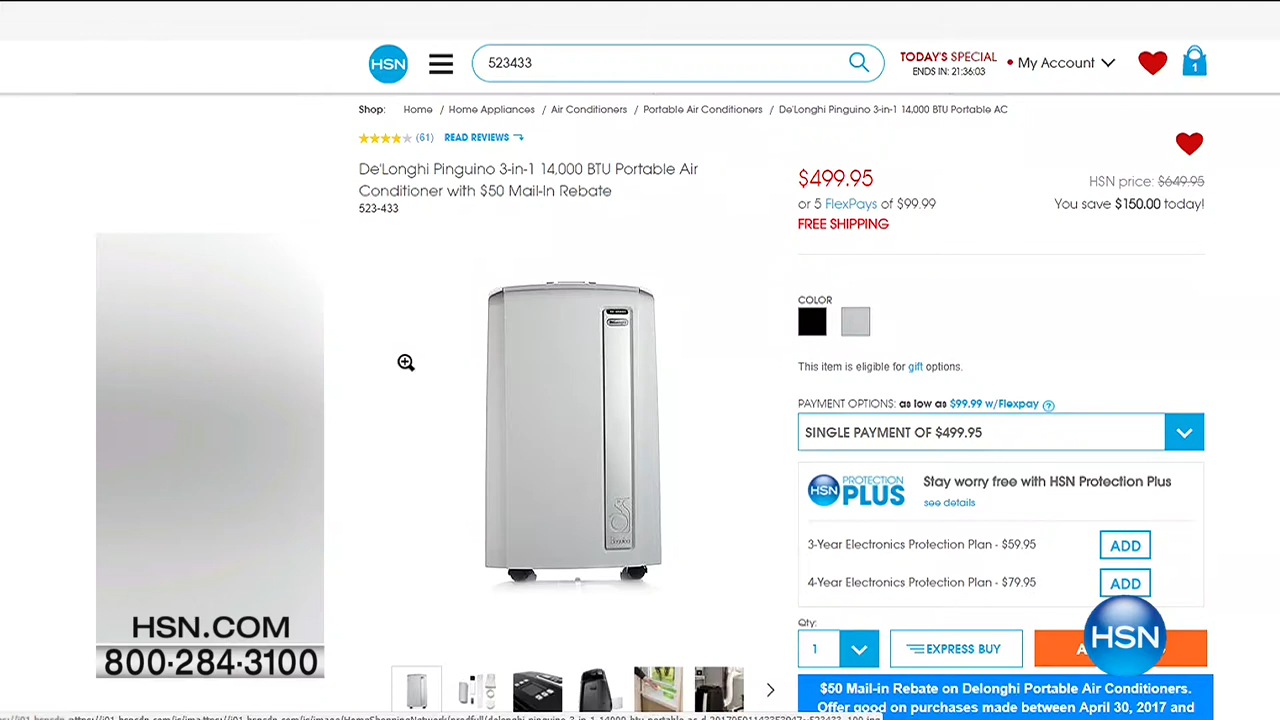 HSN
523433
TODAY'S SPECIAL
ENDS IN: 21:36:03
• My Account
1
Shop: Home / Home Appliances / Air Conditioners / Portable Air Conditioners / De'Longhi Pinguino 3-in-1 14,000 BTU Portable AC
(61) READ REVIEWS
De'Longhi Pinguino 3-in-1 14,000 BTU Portable Air
Conditioner with $50 Mail-In Rebate
523-433
$499.95
HSN price: $649.95
or 5 FlexPays of $99.99
You save $150.00 today!
FREE SHIPPING
COLOR
This item is eligible for gift options.
PAYMENT OPTIONS: as low as $99.99 w/Flexpay ?
SINGLE PAYMENT OF $499.95
HSN PROTECTION PLUS
Stay worry free with HSN Protection Plus
see details
3-Year Electronics Protection Plan - $59.95
ADD
4-Year Electronics Protection Plan - $79.95
ADD
Qty:
1
EXPRESS BUY
HSN
$50 Mail-in Rebate on Delonghi Portable Air Conditioners.
Offer good on purchases made between April 30, 2017 and
HSN.COM
800•284•3100